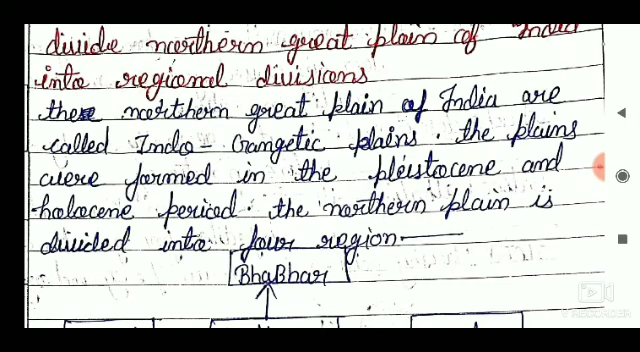 divide northern great plain of India
into regional divisions
these northern great plain of India are
called Indo-Grangetic plains. the plains
were formed in the pleistocene and
holocene period. the northern plain is
divided into four region—
BhaBhar